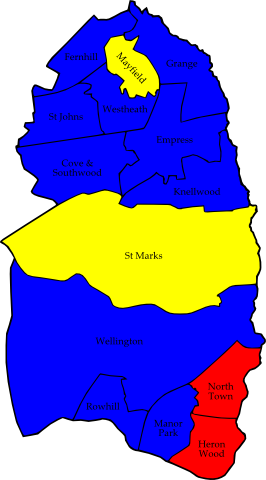 Fernhill
Mayfield
Grange
St Johns
Westheath
Empress
Cove &
Southwood
Knellwood
St Marks
Wellington
North
Town
Rowhill
Manor
Park
Heron
Wood